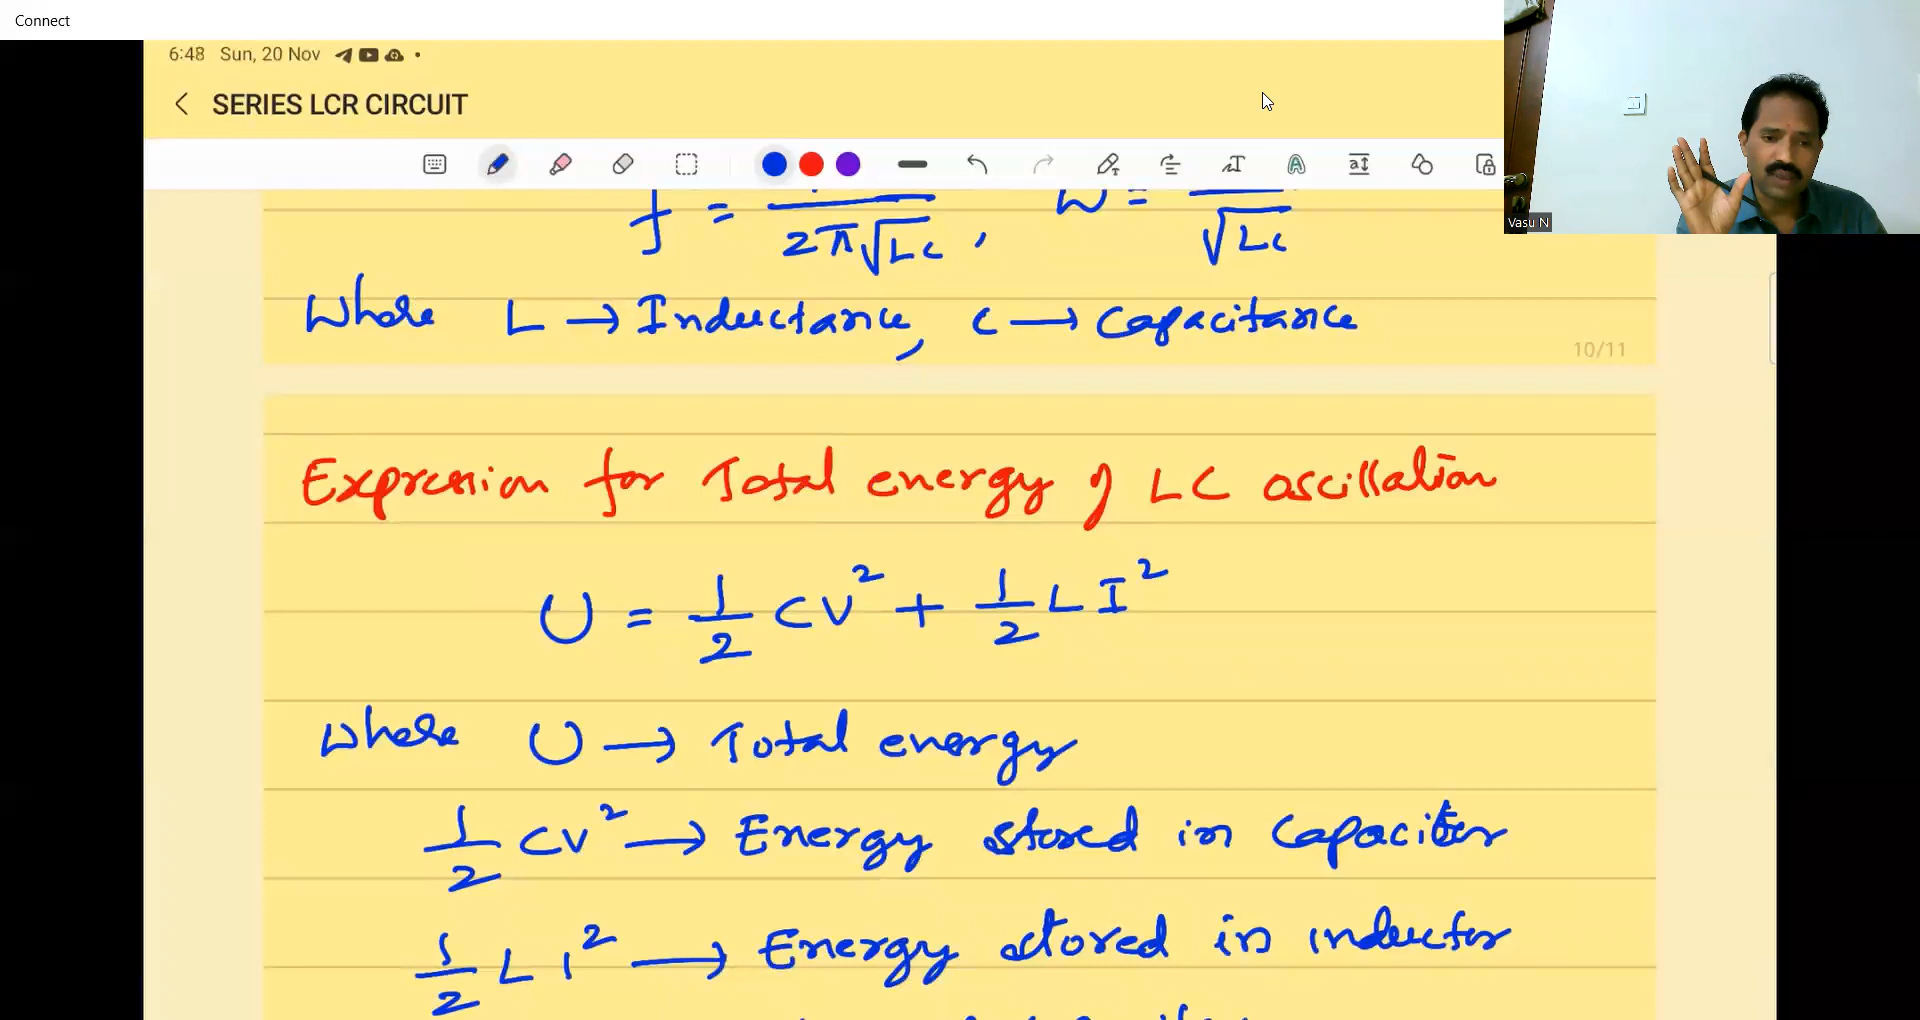 Connect
6:48 Sun, 20 Nov
SERIES LCR CIRCUIT
Vasu N
f = 1/2π√LC , W = 1/√LC
Where L → Inductance, C → Capacitance
10/11
Expression for Total energy of LC oscillation
U = 1/2 CV² + 1/2 LI²
Where U → Total energy
1/2 CV² → Energy stored in Capacitor
1/2 LI² → Energy stored in inductor